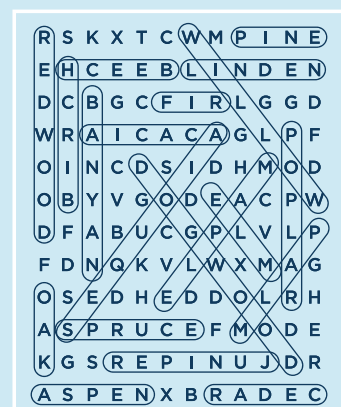 R S K X T C W M P I N E
E H C E E B L I N D E N
D C B G C F I R L G G D
W R A I C A C A G L P F
O I N C D S I D H M O D
O B Y V G O D E A C P W
D F A B U C G P L V L P
F D N Q K V L W X M A G
O S E D H E D D O L R H
A S P R U C E F M O D E
K G S R E P I N U J D R
A S P E N X B R A D E C